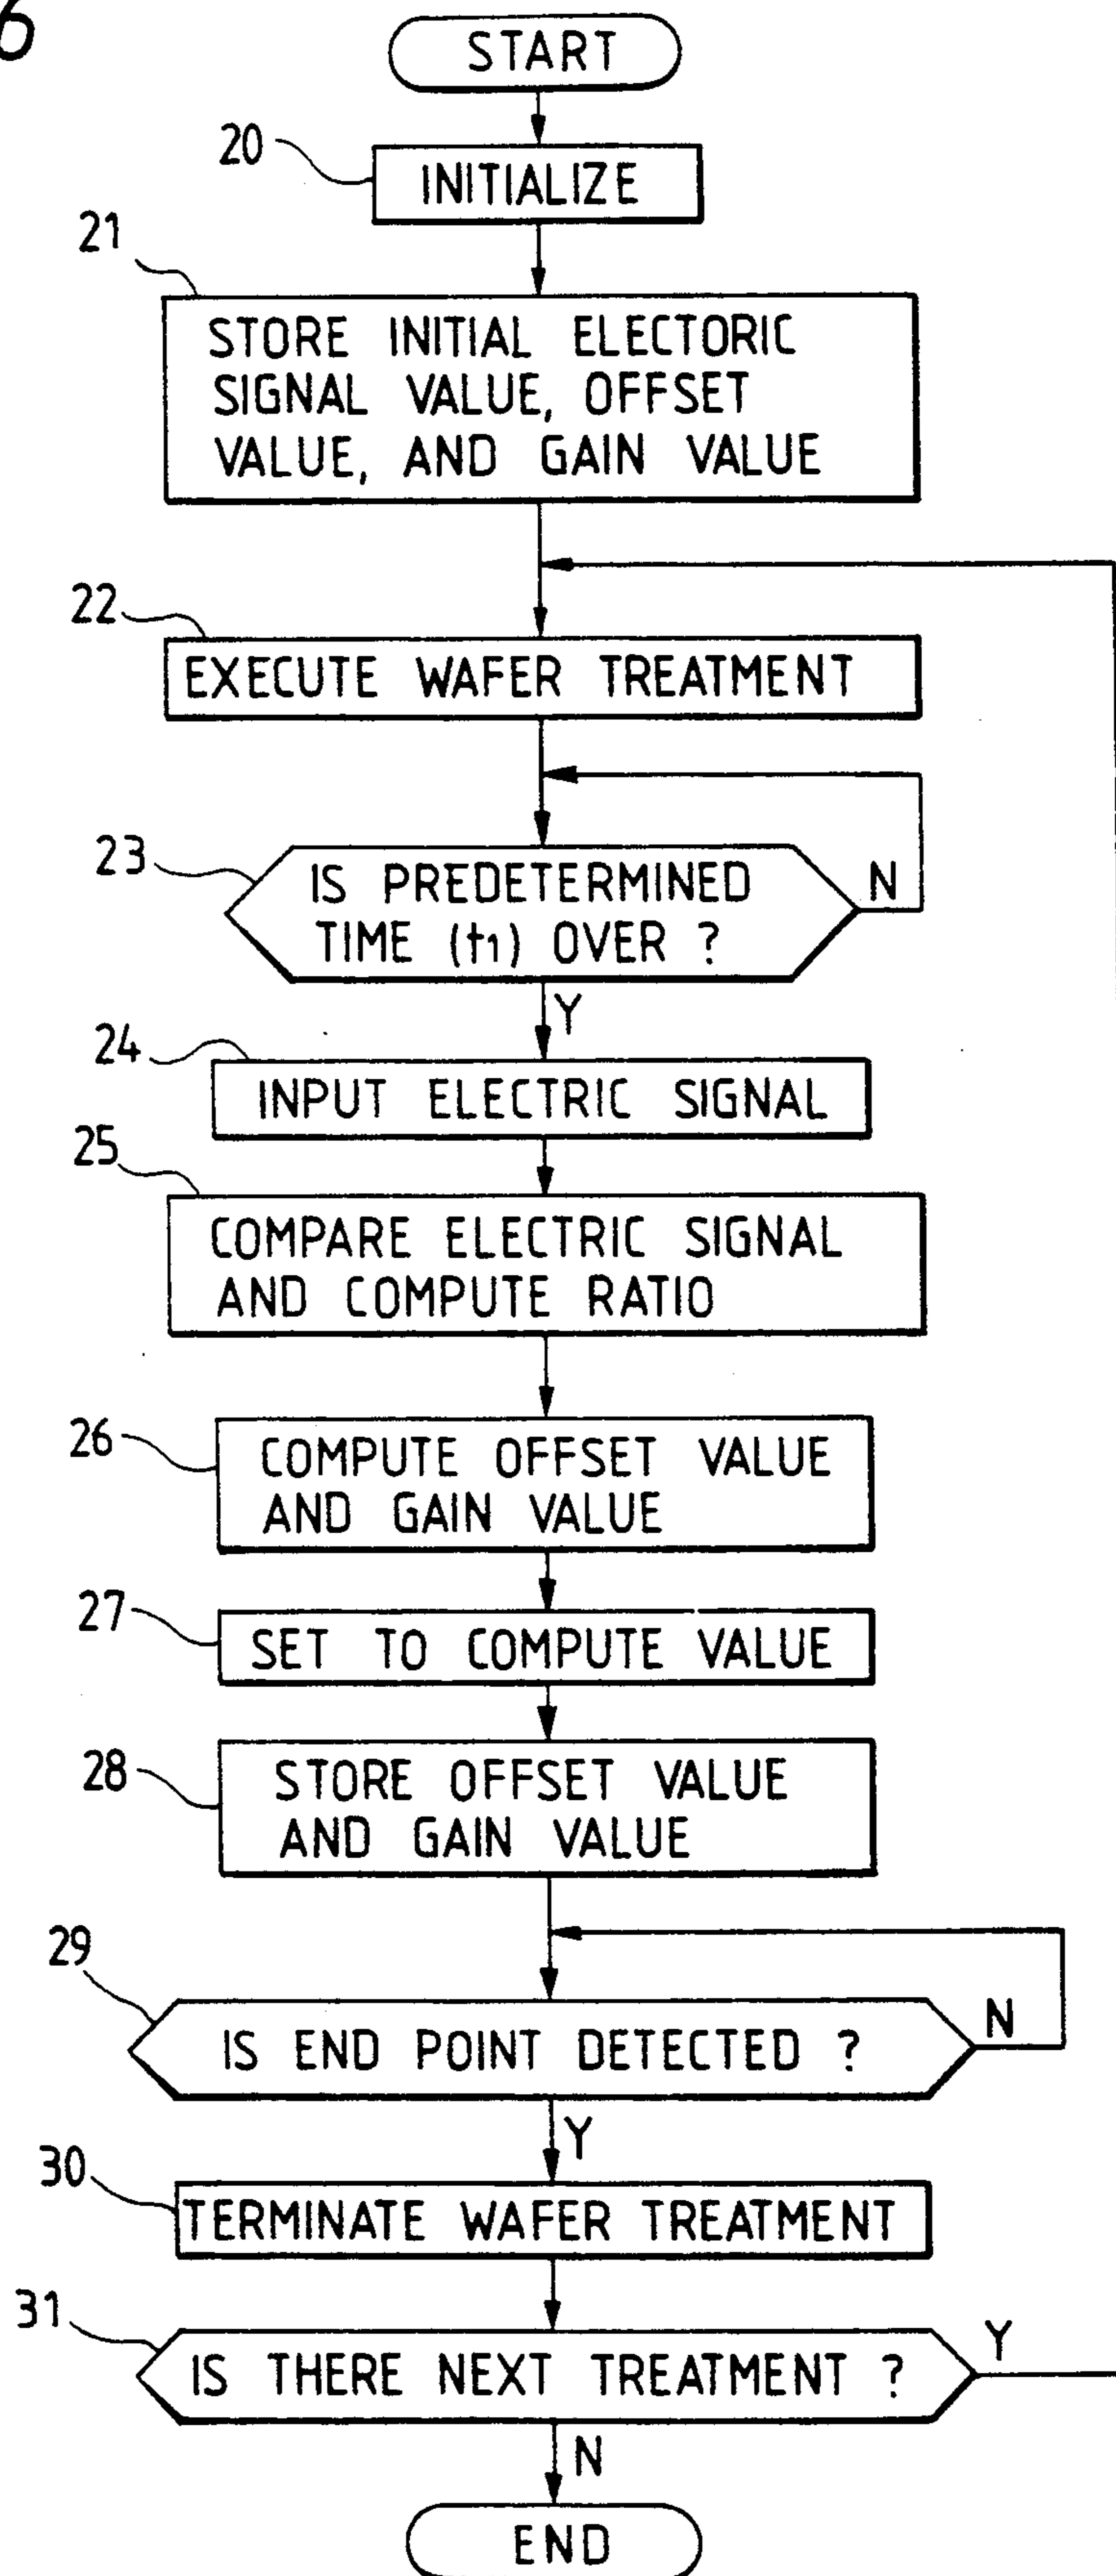 6
START
20
INITIALIZE
21
STORE INITIAL ELECTORIC
SIGNAL VALUE, OFFSET
VALUE, AND GAIN VALUE
22
EXECUTE WAFER TREATMENT
23
IS PREDETERMINED
TIME (t1) OVER ?
N
Y
24
INPUT ELECTRIC SIGNAL
25
COMPARE ELECTRIC SIGNAL
AND COMPUTE RATIO
26
COMPUTE OFFSET VALUE
AND GAIN VALUE
27
SET TO COMPUTE VALUE
28
STORE OFFSET VALUE
AND GAIN VALUE
29
IS END POINT DETECTED ?
N
Y
30
TERMINATE WAFER TREATMENT
31
IS THERE NEXT TREATMENT ?
Y
N
END